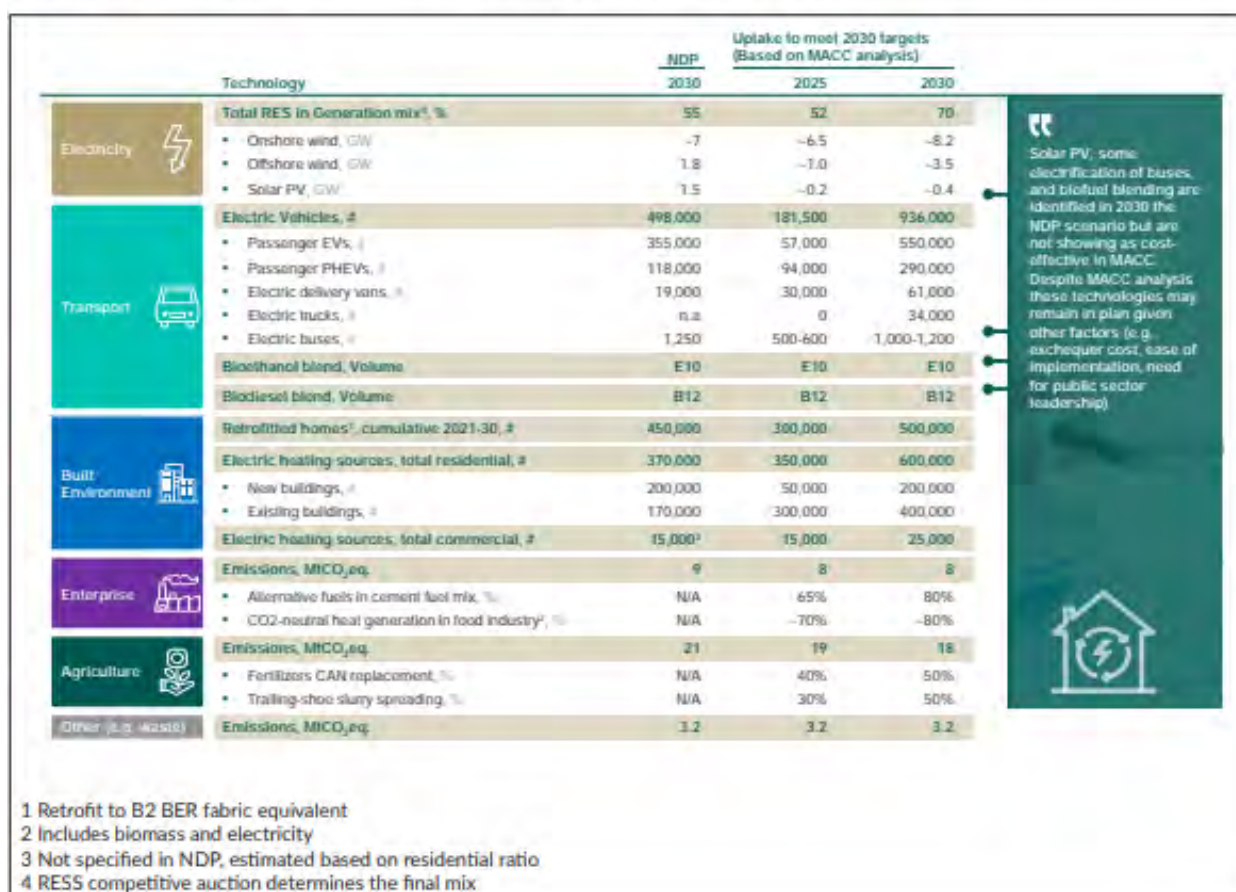 Uptake to meet 2030 targets
NDP (Based on MACC analysis)
Technology 2030 2025 2030
Electricity
Total RES in Generation mix⁴, % 55 52 70
• Onshore wind, GW ~7 ~6.5 ~8.2
• Offshore wind, GW 1.8 ~1.0 ~3.5
• Solar PV, GW 1.5 ~0.2 ~0.4
Transport
Electric Vehicles, # 498,000 181,500 936,000
• Passenger EVs, # 355,000 57,000 550,000
• Passenger PHEVs, # 118,000 94,000 290,000
• Electric delivery vans, # 19,000 30,000 61,000
• Electric trucks, # n.a 0 34,000
• Electric buses, # 1,250 500-600 1,000-1,200
Bioethanol blend, Volume E10 E10 E10
Biodiesel blend, Volume B12 B12 B12
Built
Environment
Retrofitted homes¹, cumulative 2021-30, # 450,000 300,000 500,000
Electric heating sources, total residential, # 370,000 350,000 600,000
• New buildings, # 200,000 50,000 200,000
• Existing buildings, # 170,000 300,000 400,000
Electric heating sources, total commercial, # 15,000³ 15,000 25,000
Enterprise
Emissions, MtCO₂eq. 9 8 8
• Alternative fuels in cement fuel mix, % N/A 65% 80%
• CO2-neutral heat generation in food industry², % N/A ~70% ~80%
Agriculture
Emissions, MtCO₂eq. 21 19 18
• Fertilizers CAN replacement, % N/A 40% 50%
• Trailing-shoe slurry spreading, % N/A 30% 50%
Other (e.g. waste)
Emissions, MtCO₂eq. 3.2 3.2 3.2
Solar PV, some
electrification of buses,
and biofuel blending are
identified in 2030 the
NDP scenario but are
not showing as cost-
effective in MACC.
Despite MACC analysis
these technologies may
remain in plan given
other factors (e.g.
exchequer cost, ease of
implementation, need
for public sector
leadership)
1 Retrofit to B2 BER fabric equivalent
2 Includes biomass and electricity
3 Not specified in NDP, estimated based on residential ratio
4 RESS competitive auction determines the final mix